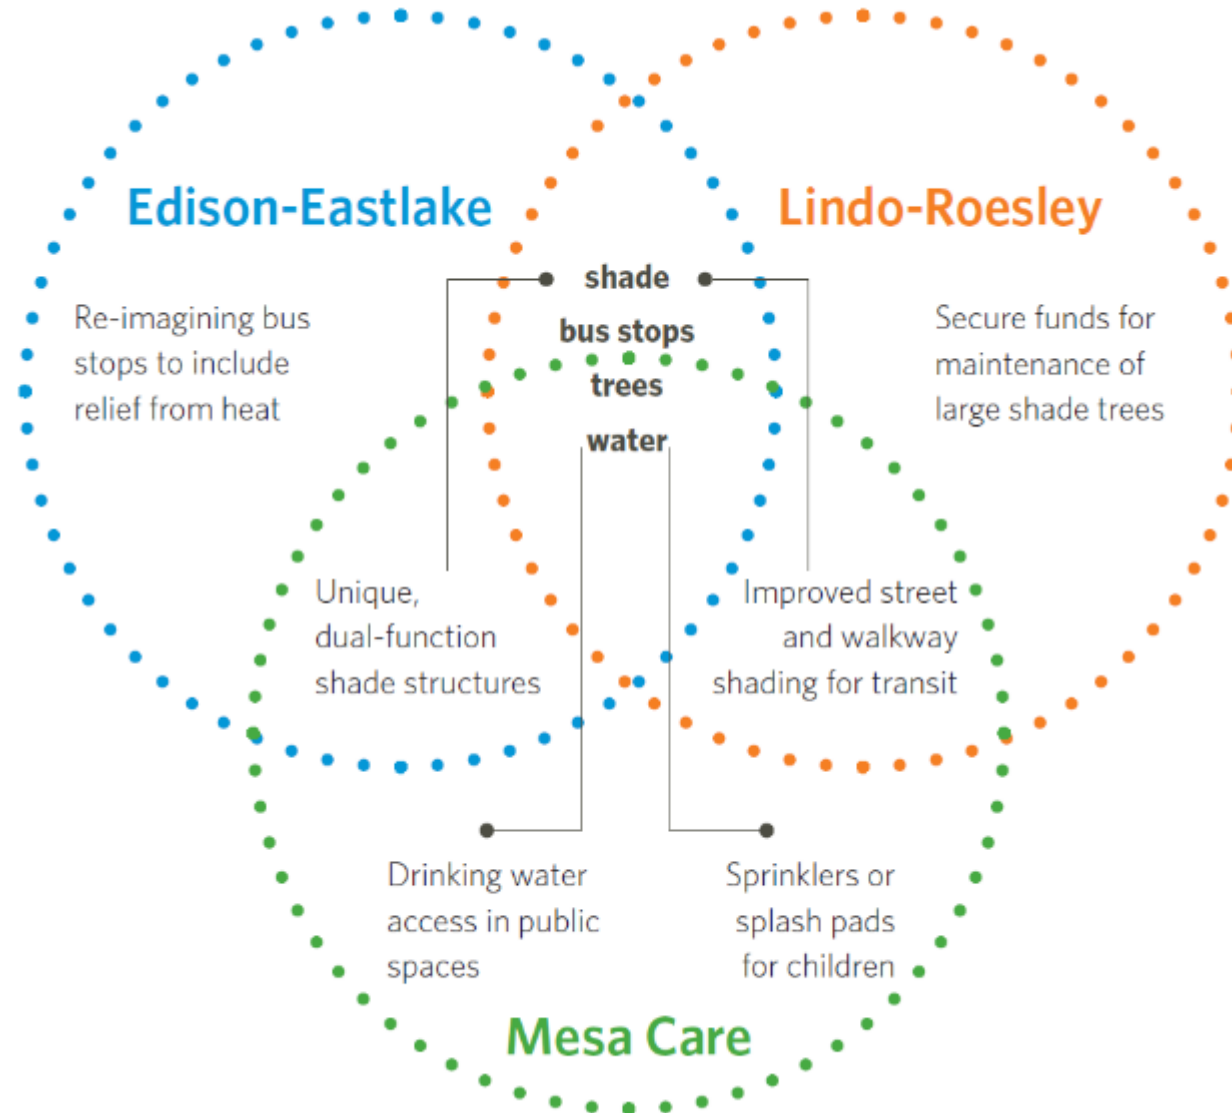 Edison-Eastlake
Lindo-Roesley
shade
bus stops
trees
water
Re-imagining bus
stops to include
relief from heat
Secure funds for
maintenance of
large shade trees
Unique,
dual-function
shade structures
Improved street
and walkway
shading for transit
Drinking water
access in public
spaces
Sprinklers or
splash pads
for children
Mesa Care